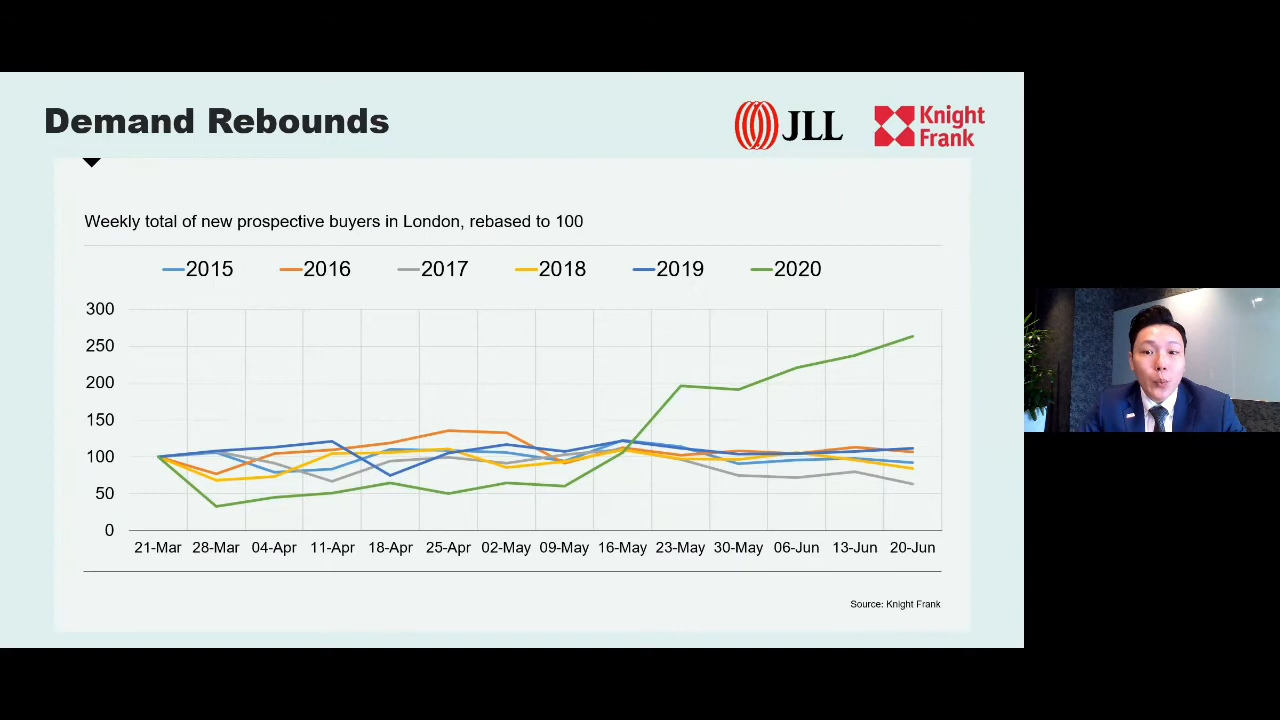 Demand Rebounds
JLL
Knight
Frank
Weekly total of new prospective buyers in London, rebased to 100
2015 2016 2017 2018 2019 2020
300
250
200
150
100
50
0
21-Mar 28-Mar 04-Apr 11-Apr 18-Apr 25-Apr 02-May 09-May 16-May 23-May 30-May 06-Jun 13-Jun 20-Jun
Source: Knight Frank